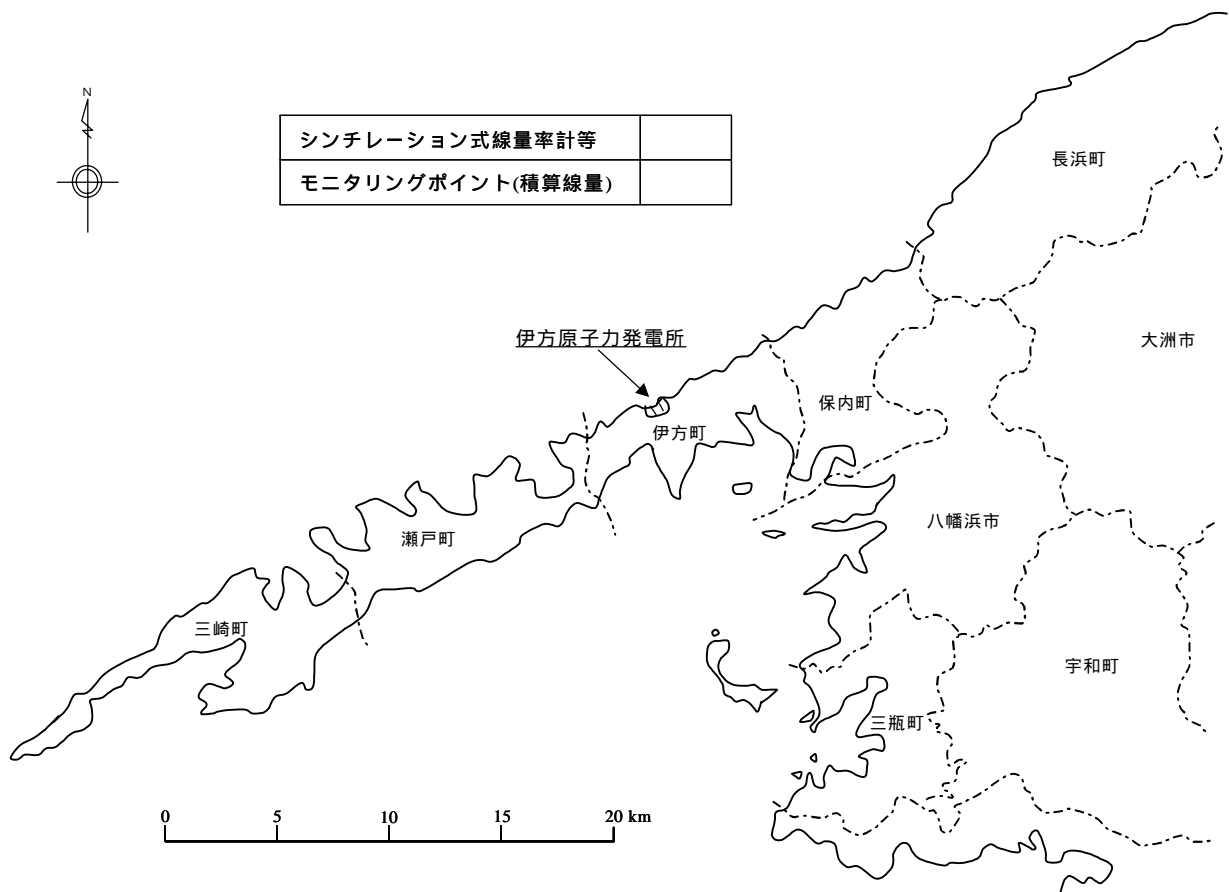 N
シンチレーション式線量率計等
モニタリングポイント(積算線量)
長浜町
大洲市
伊方原子力発電所
保内町
伊方町
八幡浜市
瀬戸町
三崎町
宇和町
三瓶町
0 5 10 15 20 km